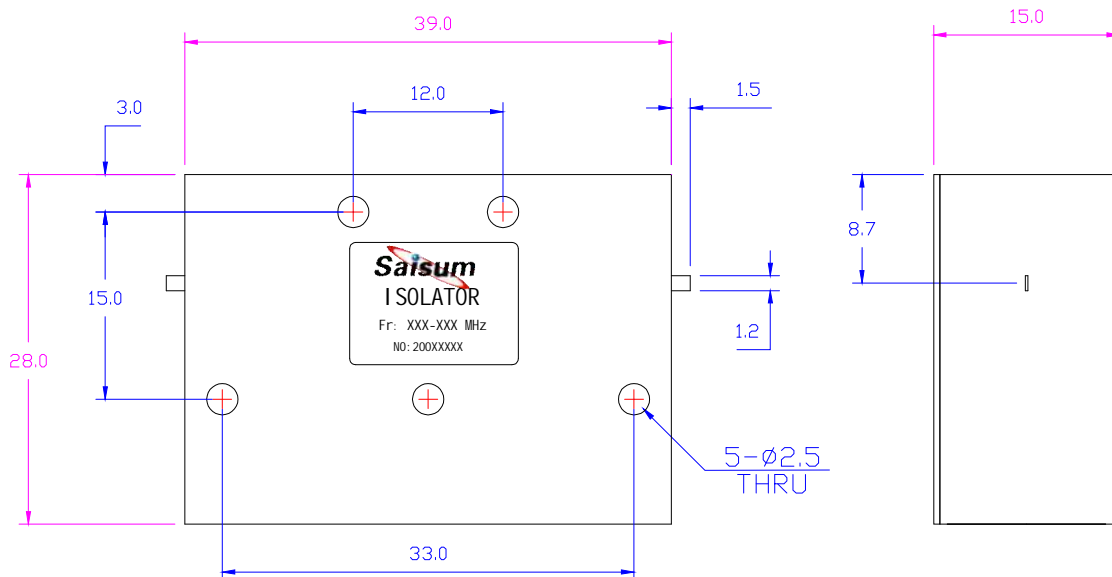 39.0
15.0
12.0
1.5
3.0
8.7
Saisum
ISOLATOR
Fr: XXX-XXX MHz
NO:200XXXXX
15.0
1.2
28.0
5-Ø2.5
THRU
33.0